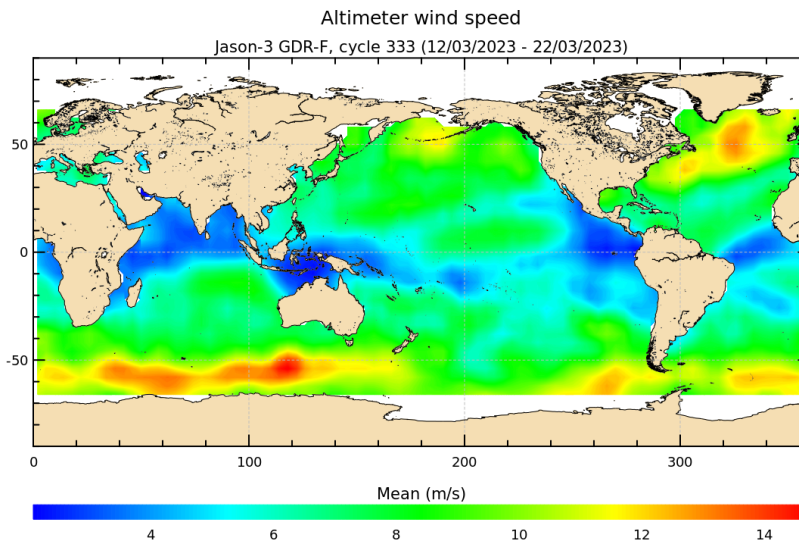 Altimeter wind speed
Jason-3 GDR-F, cycle 333 (12/03/2023 - 22/03/2023)
50
0
-50
0 100 200 300
Mean (m/s)
4 6 8 10 12 14